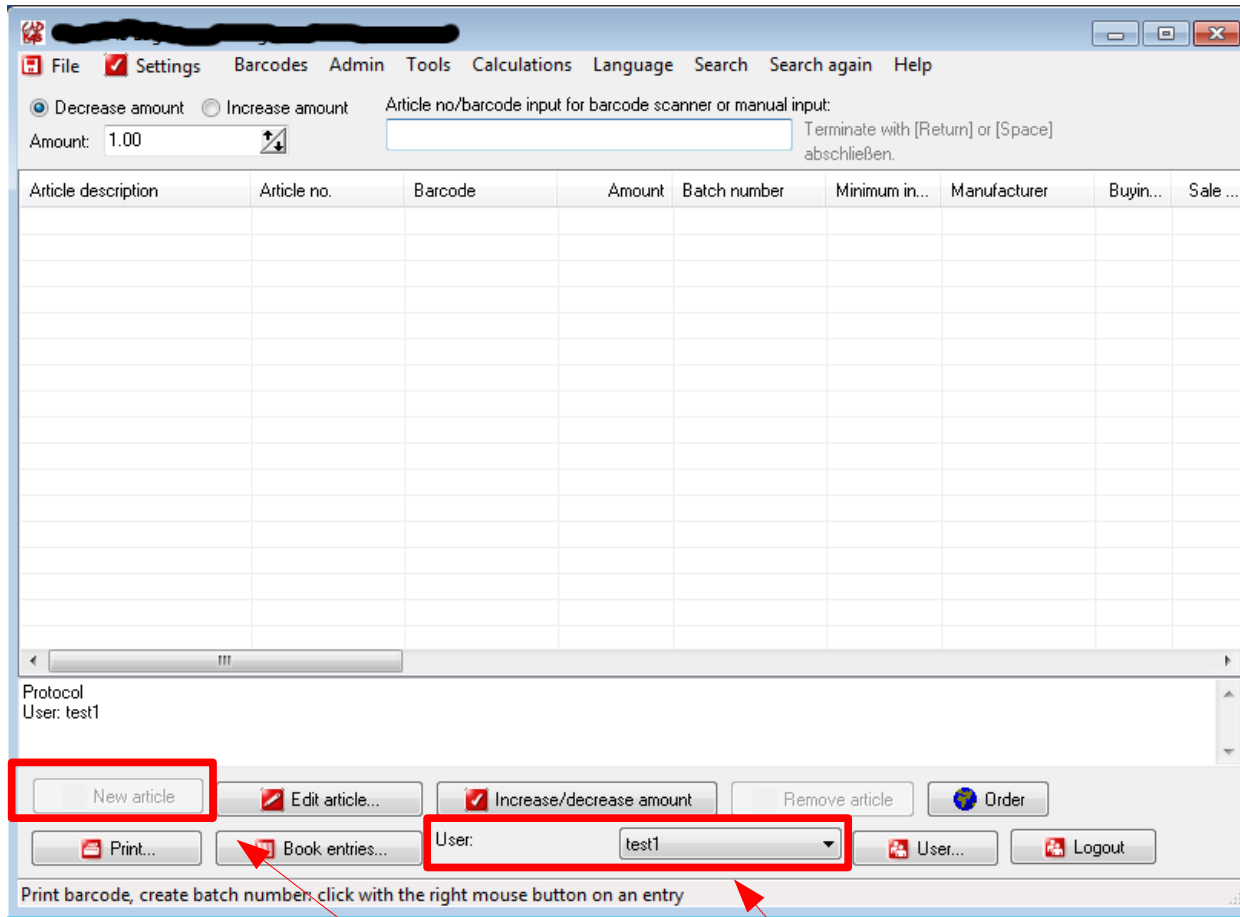 File Settings Barcodes Admin Tools Calculations Language Search Search again Help
Decrease amount Increase amount Article no/barcode input for barcode scanner or manual input:
Amount: 1.00 Terminate with [Return] or [Space]
abschließen.
Article description Article no. Barcode Amount Batch number Minimum in... Manufacturer Buyin... Sale ...
Protocol
User: test1
New article Edit article... Increase/decrease amount Remove article Order
Print... Book entries... User: test1 User... Logout
Print barcode, create batch number: click with the right mouse button on an entry